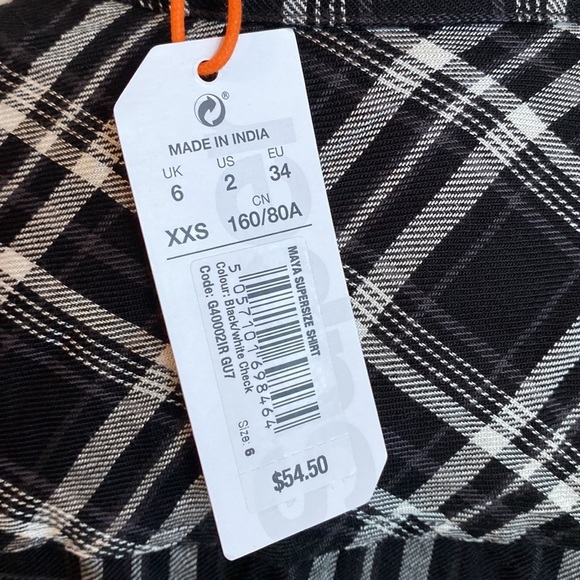 ®
MADE IN INDIA
UK US EU
6 2 34
CN
XXS 160/80A
MAYA SUPERSIZE SHIRT
5057101698464
Colour: Black/white Check
Code: G40002IR GU7
Size: 6
$54.50